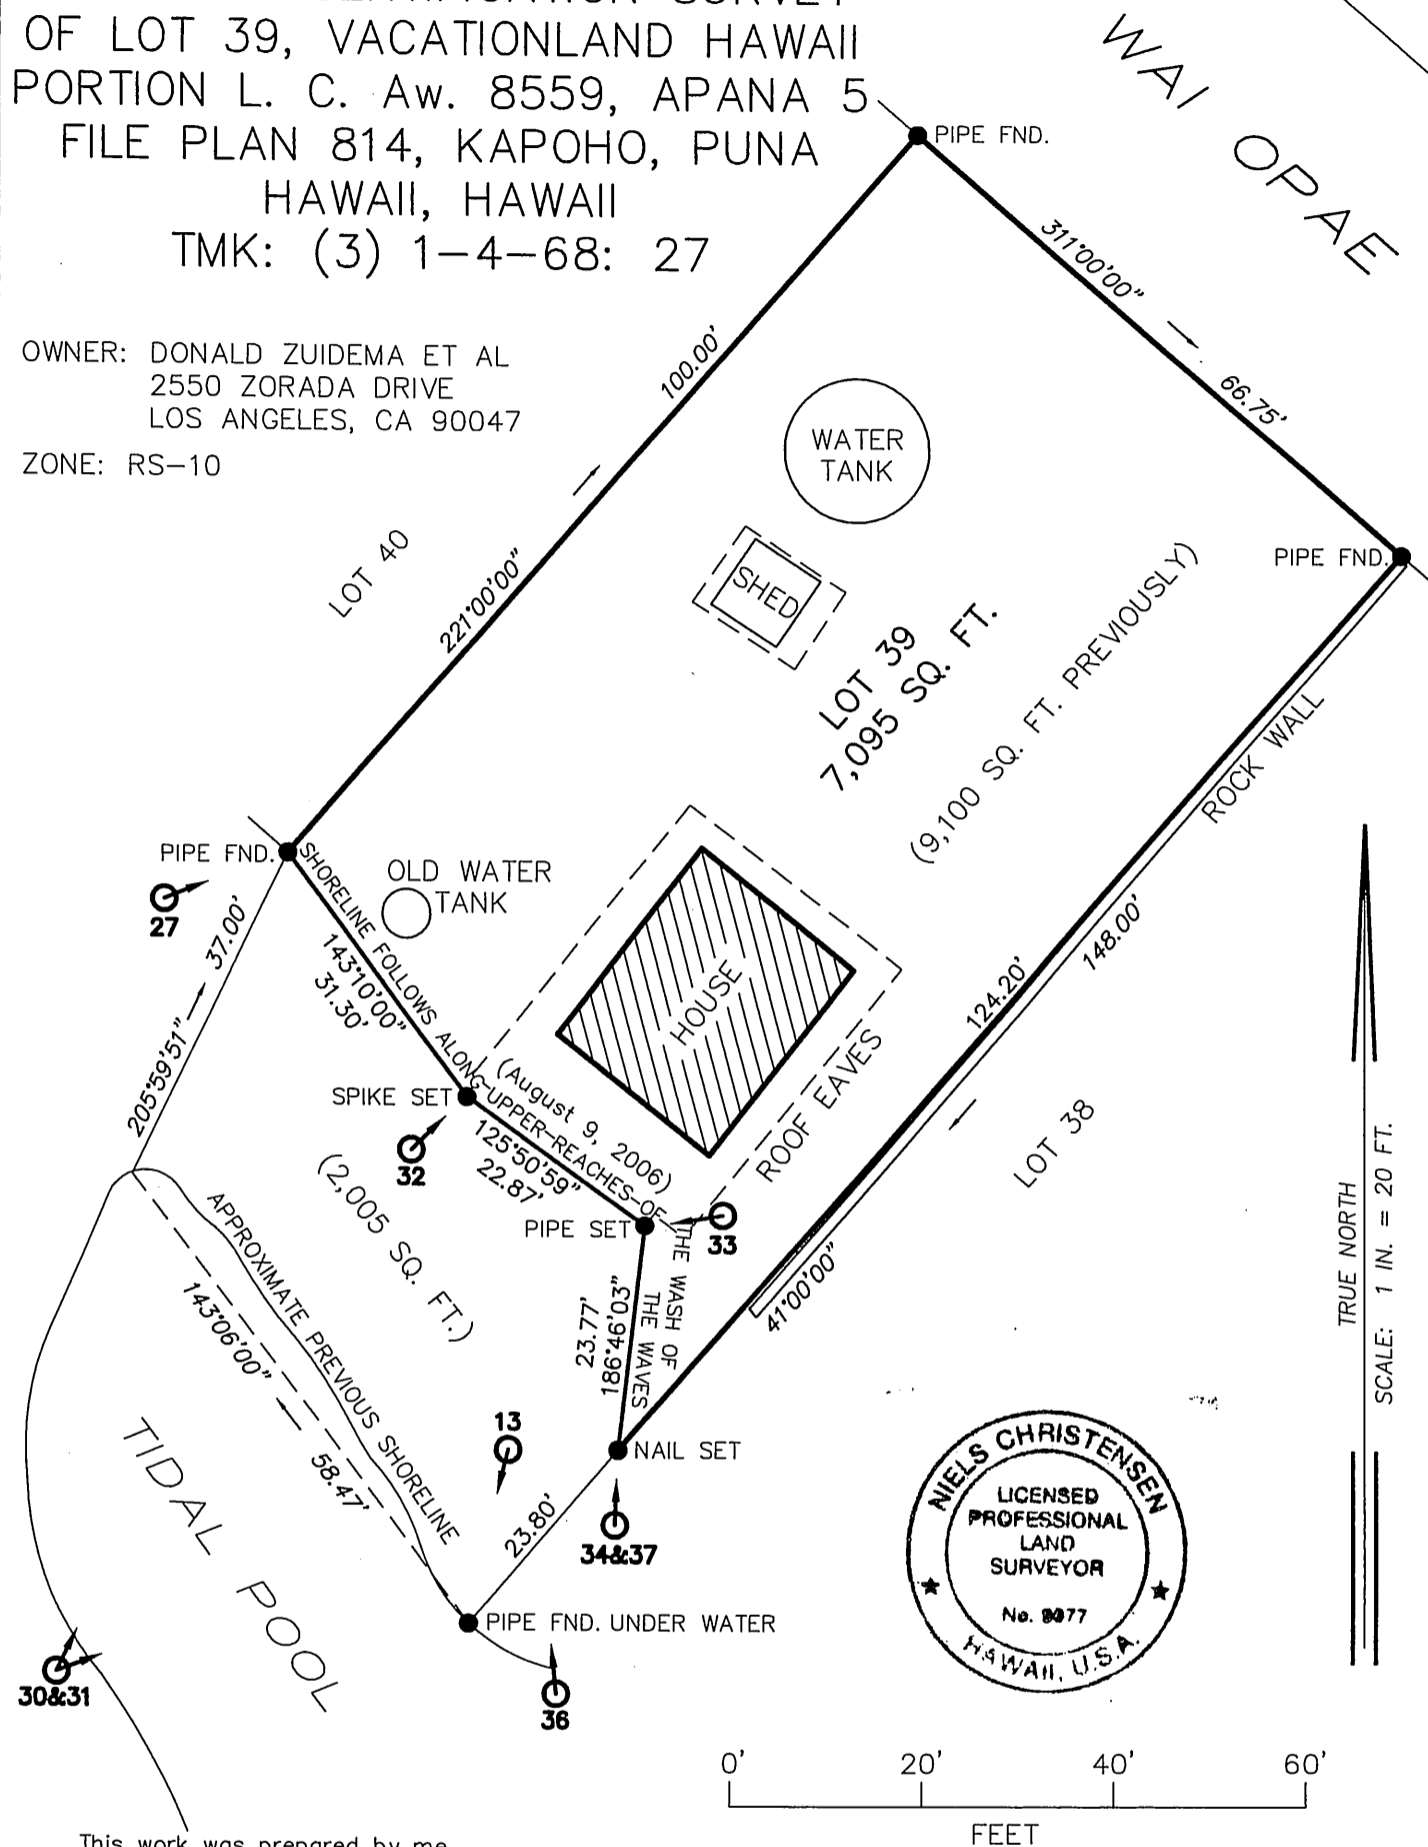 OF LOT 39, VACATIONLAND HAWAII
PORTION L. C. Aw. 8559, APANA 5
FILE PLAN 814, KAPOHO, PUNA
HAWAII, HAWAII
TMK: (3) 1-4-68: 27
OWNER: DONALD ZUIDEMA ET AL
2550 ZORADA DRIVE
LOS ANGELES, CA 90047
ZONE: RS-10
WAI OPAE
PIPE FND.
311°00'00"
66.75'
100.00'
221°00'00"
LOT 40
WATER
TANK
SHED
PIPE FND.
LOT 39
7,095 SQ. FT.
(9,100 SQ. FT. PREVIOUSLY)
ROCK WALL
148.00'
124.20'
41°00'00"
LOT 38
PIPE FND.
27
37.00'
205°59'51"
OLD WATER
TANK
SHORELINE FOLLOWS ALONG-UPPER-REACHES-OF
THE WASH OF
THE WAVES
(August 9, 2006)
143°10'00"
31.30'
HOUSE
ROOF EAVES
SPIKE SET
32
125°50'59"
22.87'
PIPE SET
33
23.77'
186°46'03"
(2,005 SQ. FT.)
APPROXIMATE PREVIOUS SHORELINE
143°06'00"
58.47'
TIDAL POOL
13
NAIL SET
23.80'
34&37
PIPE FND. UNDER WATER
30&31
36
NIELS CHRISTENSEN
LICENSED
PROFESSIONAL
LAND
SURVEYOR
HAWAII, U.S.A.
TRUE NORTH
SCALE: 1 IN. = 20 FT.
0' 20' 40' 60'
FEET
This work was prepared by me